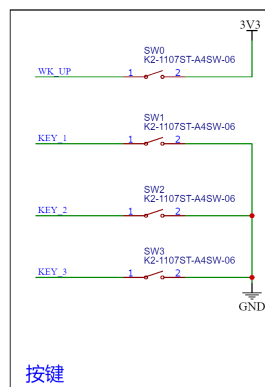 3V3
SW0
K2-1107ST-A4SW-06
WK_UP
1 2
SW1
K2-1107ST-A4SW-06
KEY_1
1 2
SW2
K2-1107ST-A4SW-06
KEY_2
1 2
SW3
K2-1107ST-A4SW-06
KEY_3
1 2
GND
按键